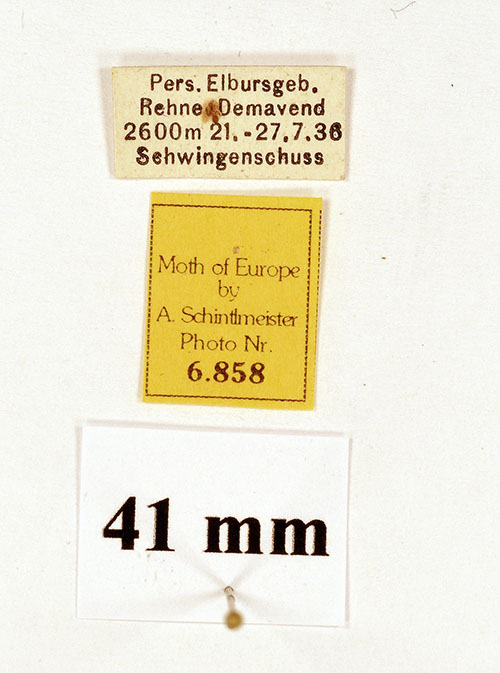 Pers. Elbursgeb.
Rehne Demavend
2600m 21.-27.7.36
Schwingenschuss
Moth of Europe
by
A. Schintlmeister
Photo Nr.
6.858
41 mm